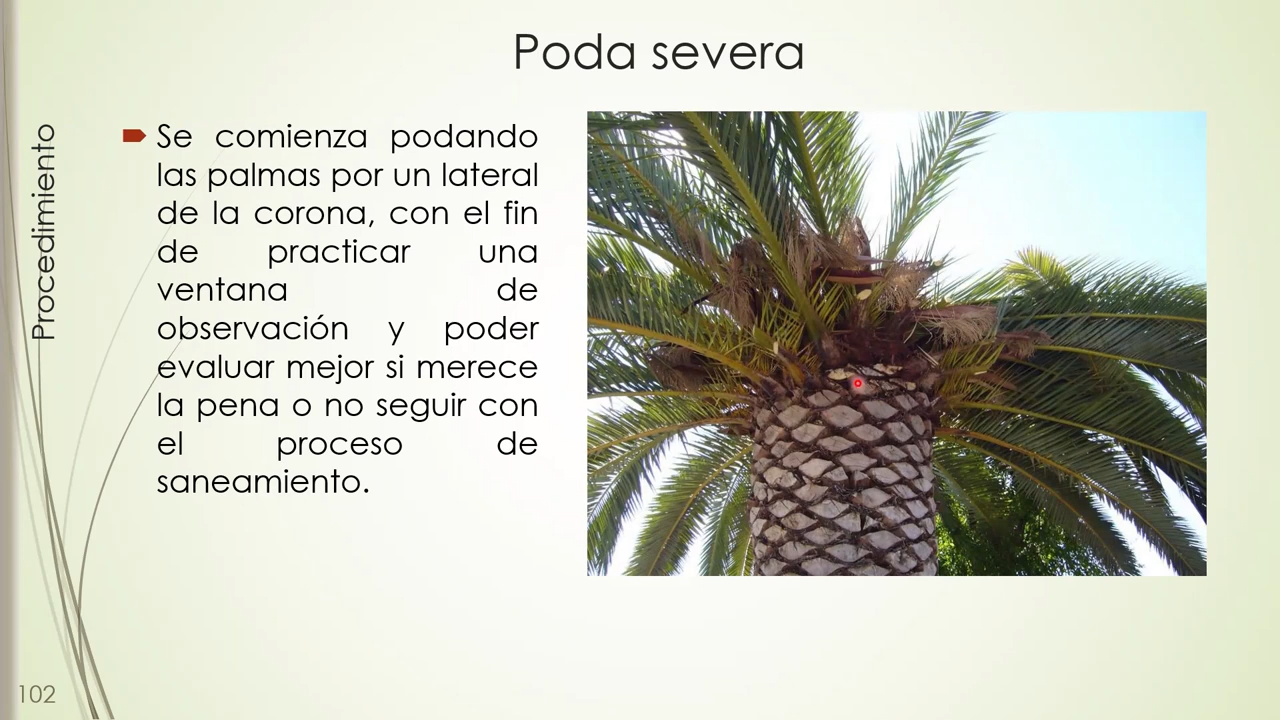 Poda severa
Procedimiento
Se comienza podando
las palmas por un lateral
de la corona, con el fin
de practicar una
ventana de
observación y poder
evaluar mejor si merece
la pena o no seguir con
el proceso de
saneamiento.
102